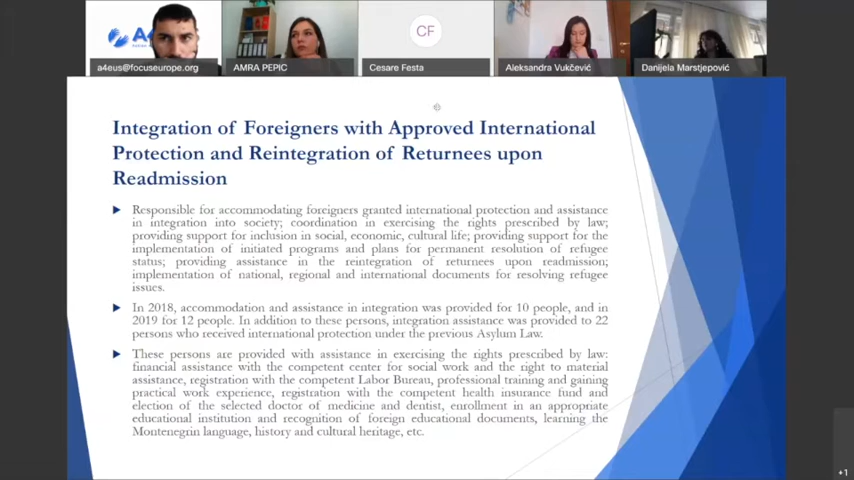 A4
CF
a4eus@focuseurope.org
AMRA PEPIC
Cesare Festa
Aleksandra Vukčević
Danijela Marstjepović
Integration of Foreigners with Approved International
Protection and Reintegration of Returnees upon
Readmission
Responsible for accommodating foreigners granted international protection and assistance
in integration into society; coordination in exercising the rights prescribed by law;
providing support for inclusion in social, economic, cultural life; providing support for the
implementation of initiated programs and plans for permanent resolution of refugee
status; providing assistance in the reintegration of returnees upon readmission;
implementation of national, regional and international documents for resolving refugee
issues.
In 2018, accommodation and assistance in integration was provided for 10 people, and in
2019 for 12 people. In addition to these persons, integration assistance was provided to 22
persons who received international protection under the previous Asylum Law.
These persons are provided with assistance in exercising the rights prescribed by law:
financial assistance with the competent center for social work and the right to material
assistance, registration with the competent Labor Bureau, professional training and gaining
practical work experience, registration with the competent health insurance fund and
election of the selected doctor of medicine and dentist, enrollment in an appropriate
educational institution and recognition of foreign educational documents, learning the
Montenegrin language, history and cultural heritage, etc.
+1